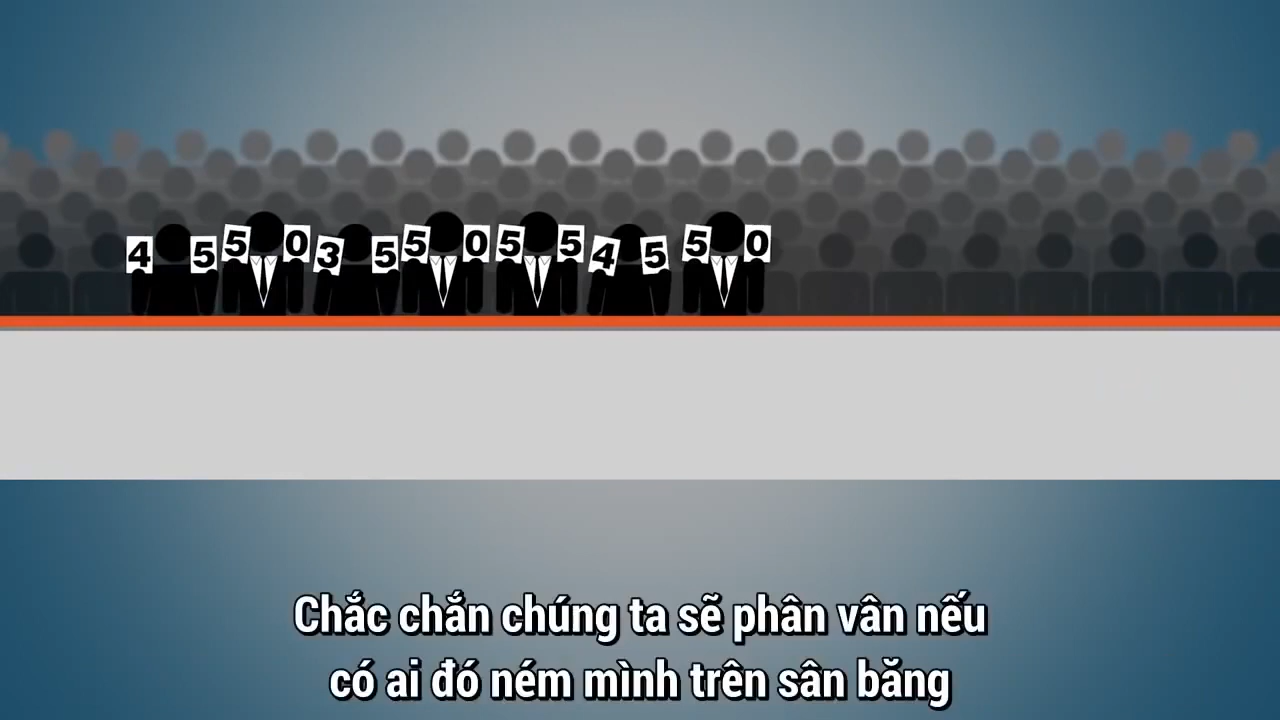 4 5 5 0 3 5 5 0 5 5 4 5 5 0
Chắc chắn chúng ta sẽ phân vân nếu
có ai đó ném mình trên sân băng